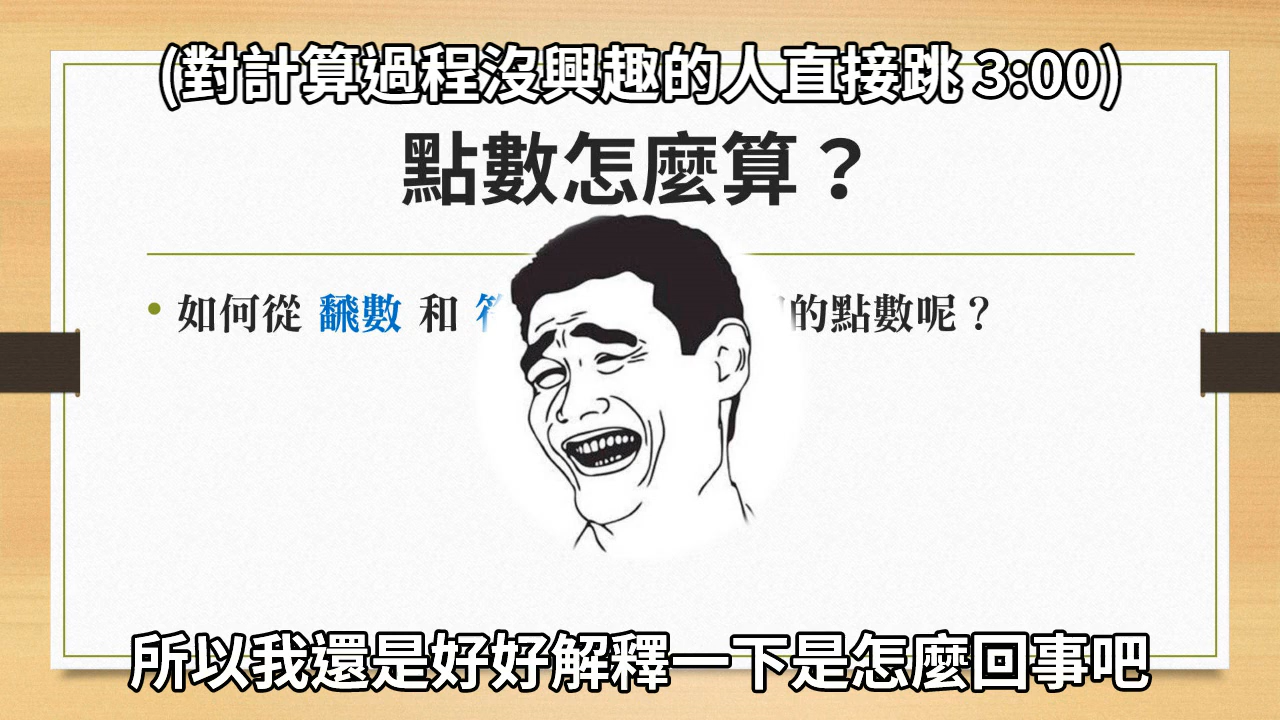 (對計算過程沒興趣的人直接跳 3:00)
點數怎麼算？
• 如何從 飜數 和 的點數呢？
所以我還是好好解釋一下是怎麼回事吧